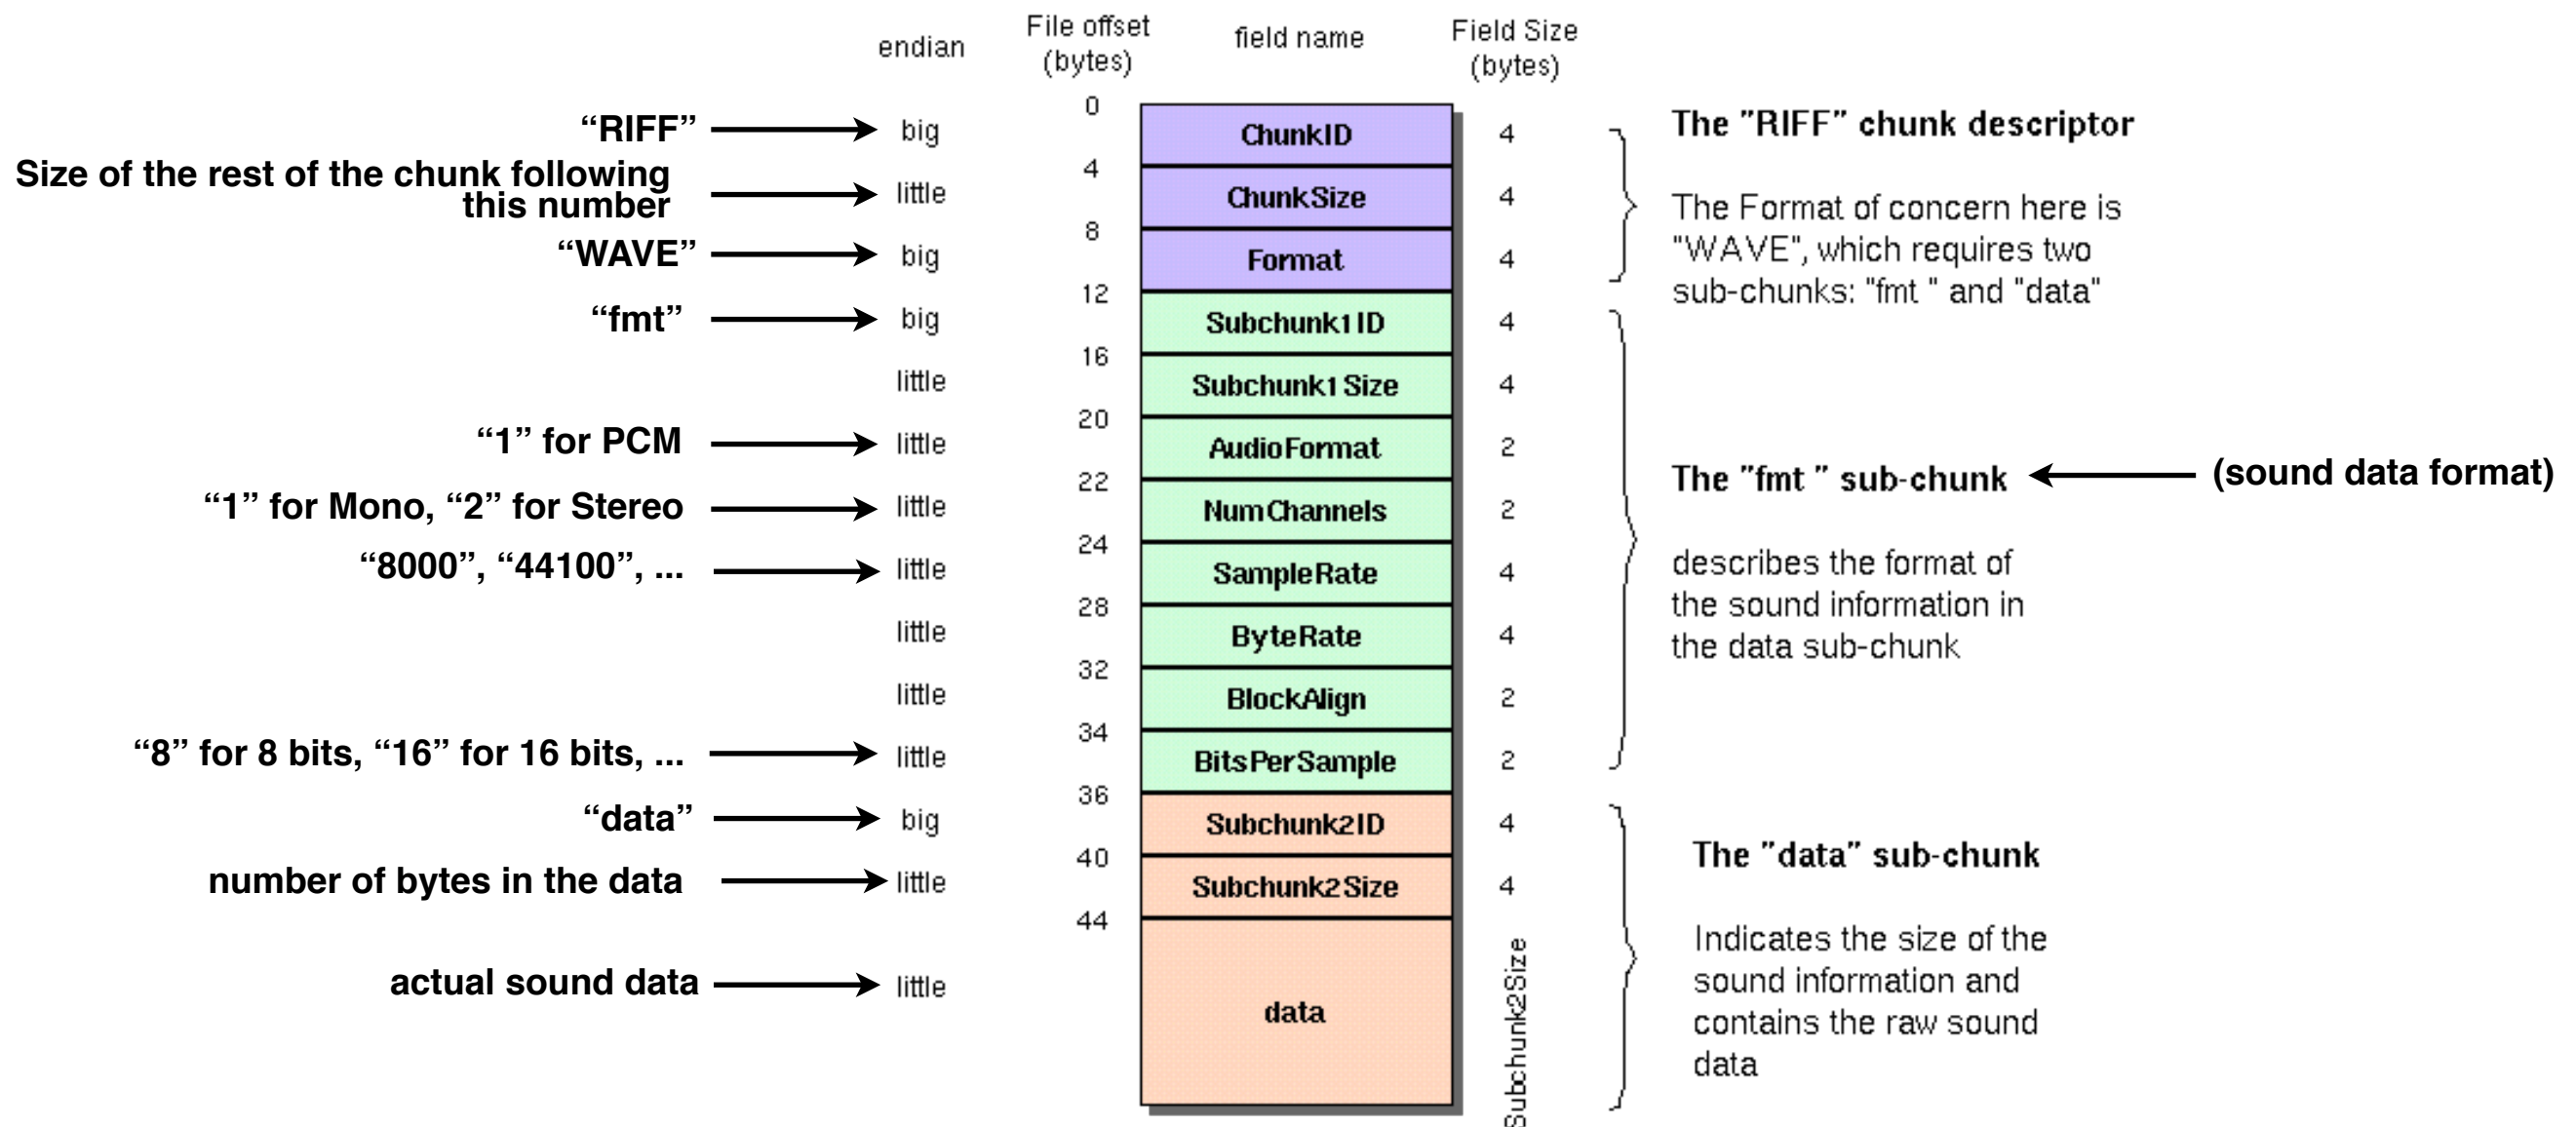 endian
File offset
(bytes)
field name
Field Size
(bytes)
0
“RIFF”
big
ChunkID
4
4
Size of the rest of the chunk following
this number
little
ChunkSize
4
8
“WAVE”
big
Format
4
12
“fmt”
big
Subchunk1ID
4
16
little
Subchunk1Size
4
20
“1” for PCM
little
AudioFormat
2
22
“1” for Mono, “2” for Stereo
little
NumChannels
2
24
“8000”, “44100”, ...
little
SampleRate
4
28
little
ByteRate
4
32
little
BlockAlign
2
34
“8” for 8 bits, “16” for 16 bits, ...
little
BitsPerSample
2
36
“data”
big
Subchunk2ID
4
40
number of bytes in the data
little
Subchunk2Size
4
44
actual sound data
little
data
Subchunk2Size
The "RIFF" chunk descriptor
The Format of concern here is
"WAVE", which requires two
sub-chunks: "fmt " and "data"
The "fmt " sub-chunk
(sound data format)
describes the format of
the sound information in
the data sub-chunk
The "data" sub-chunk
Indicates the size of the
sound information and
contains the raw sound
data